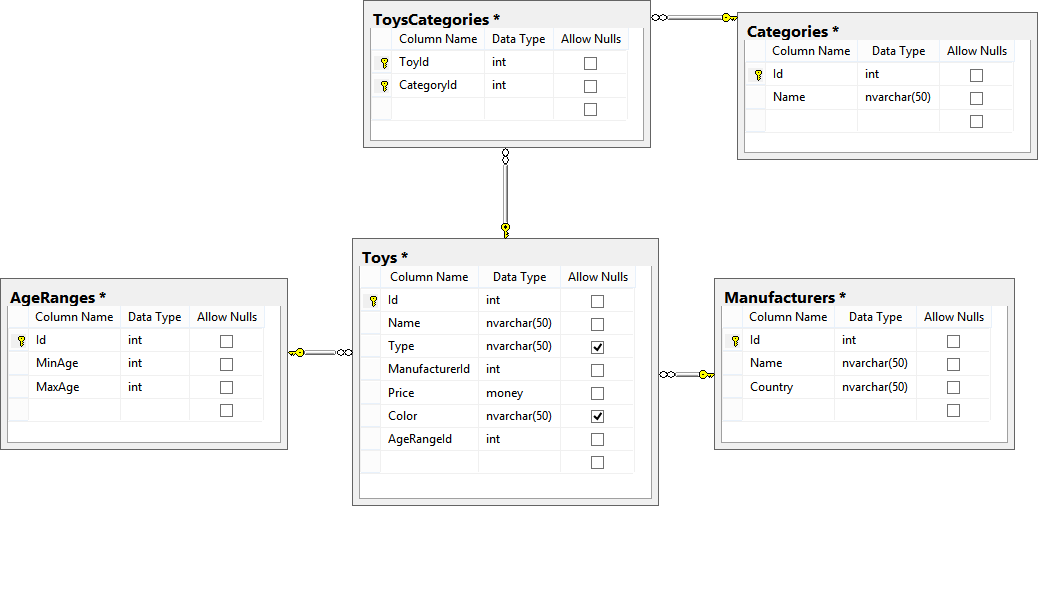 ToysCategories *
Column Name Data Type Allow Nulls
ToyId int
CategoryId int
Categories *
Column Name Data Type Allow Nulls
Id int
Name nvarchar(50)
Toys *
Column Name Data Type Allow Nulls
Id int
Name nvarchar(50)
Type nvarchar(50)
ManufacturerId int
Price money
Color nvarchar(50)
AgeRangeId int
AgeRanges *
Column Name Data Type Allow Nulls
Id int
MinAge int
MaxAge int
Manufacturers *
Column Name Data Type Allow Nulls
Id int
Name nvarchar(50)
Country nvarchar(50)